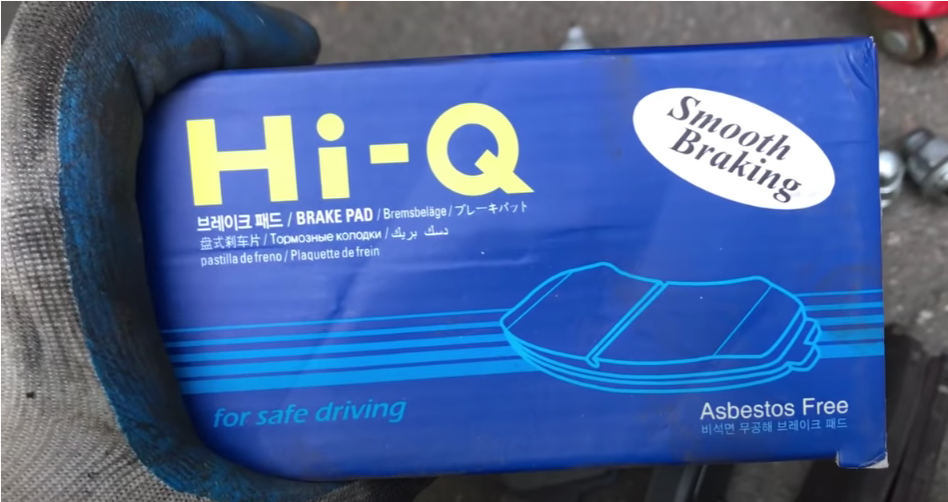 Hi-Q
Smooth
Braking
브레이크 패드 / BRAKE PAD / Bremsbeläge / ブレーキパット
盘式刹车片 / Тормозные колодки / دسك بريك
pastilla de freno / Plaquette de frein
for safe driving
Asbestos Free
비석면 무공해 브레이크 패드